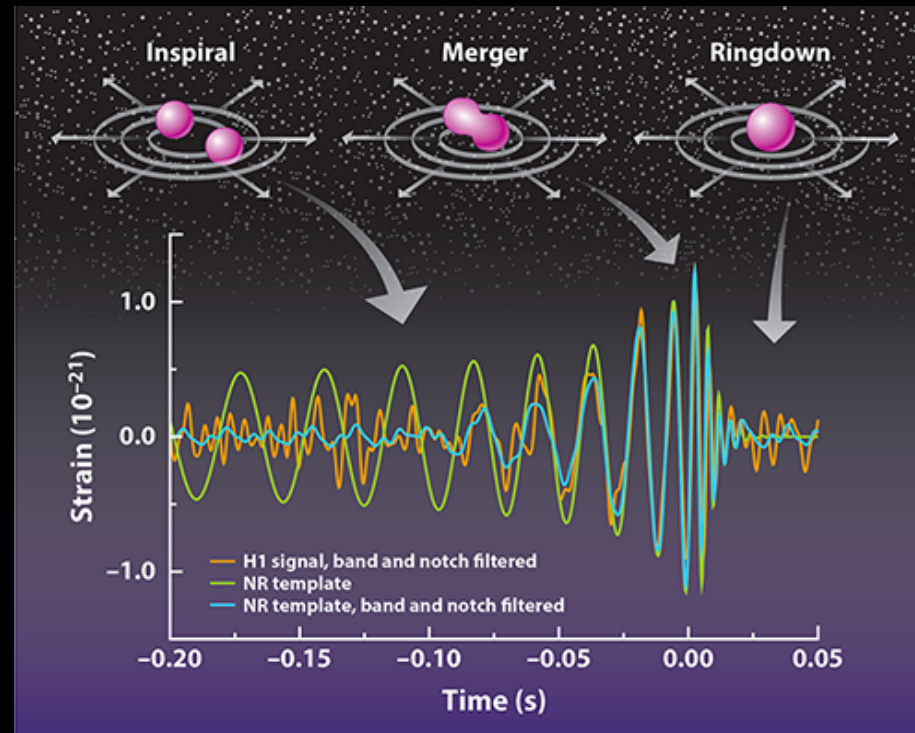 Inspiral
Merger
Ringdown
Strain (10⁻²¹)
1.0
0.0
−1.0
H1 signal, band and notch filtered
NR template
NR template, band and notch filtered
−0.20
−0.15
−0.10
−0.05
0.00
0.05
Time (s)